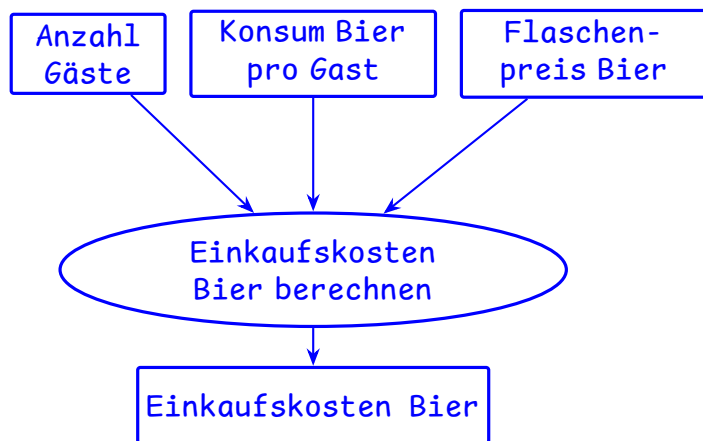 Anzahl
Gäste
Konsum Bier
pro Gast
Flaschen-
preis Bier
Einkaufskosten
Bier berechnen
Einkaufskosten Bier